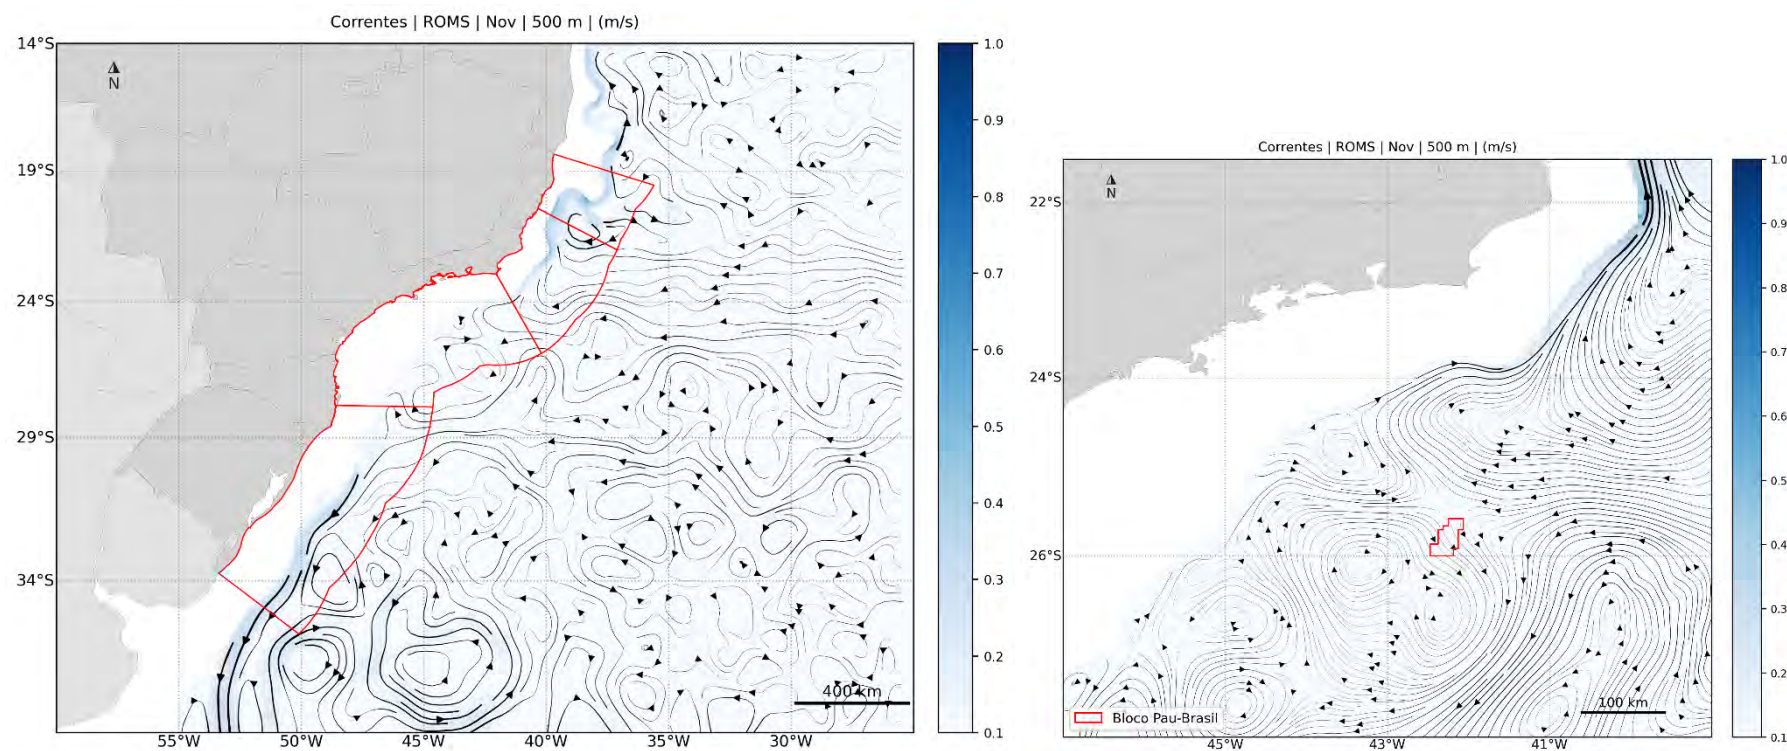 Correntes | ROMS | Nov | 500 m | (m/s)
14°S
19°S
24°S
29°S
34°S
N
400 km
55°W
50°W
45°W
40°W
35°W
30°W
1.0
0.9
0.8
0.7
0.6
0.5
0.4
0.3
0.2
0.1
Correntes | ROMS | Nov | 500 m | (m/s)
22°S
24°S
26°S
N
Bloco Pau-Brasil
100 km
45°W
43°W
41°W
1.0
0.9
0.8
0.7
0.6
0.5
0.4
0.3
0.2
0.1